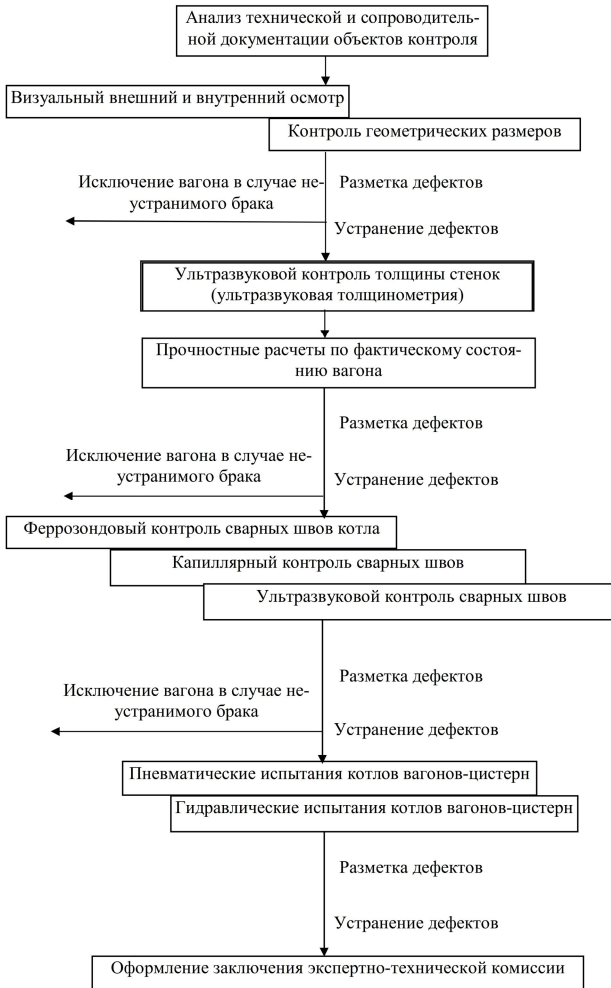 Анализ технической и сопроводитель-
ной документации объектов контроля
Визуальный внешний и внутренний осмотр
Контроль геометрических размеров
Исключение вагона в случае не-
устранимого брака
Разметка дефектов
Устранение дефектов
Ультразвуковой контроль толщины стенок
(ультразвуковая толщинометрия)
Прочностные расчеты по фактическому состоя-
нию вагона
Разметка дефектов
Исключение вагона в случае не-
устранимого брака
Устранение дефектов
Феррозондовый контроль сварных швов котла
Капиллярный контроль сварных швов
Ультразвуковой контроль сварных швов
Разметка дефектов
Исключение вагона в случае не-
устранимого брака
Устранение дефектов
Пневматические испытания котлов вагонов-цистерн
Гидравлические испытания котлов вагонов-цистерн
Разметка дефектов
Устранение дефектов
Оформление заключения экспертно-технической комиссии